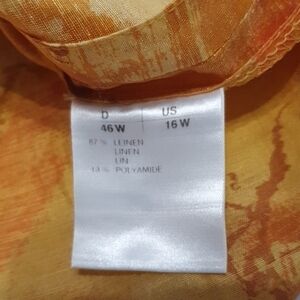 D US
46 W 16 W
87 % LEINEN
LINEN
LIN
13 % POLYAMIDE